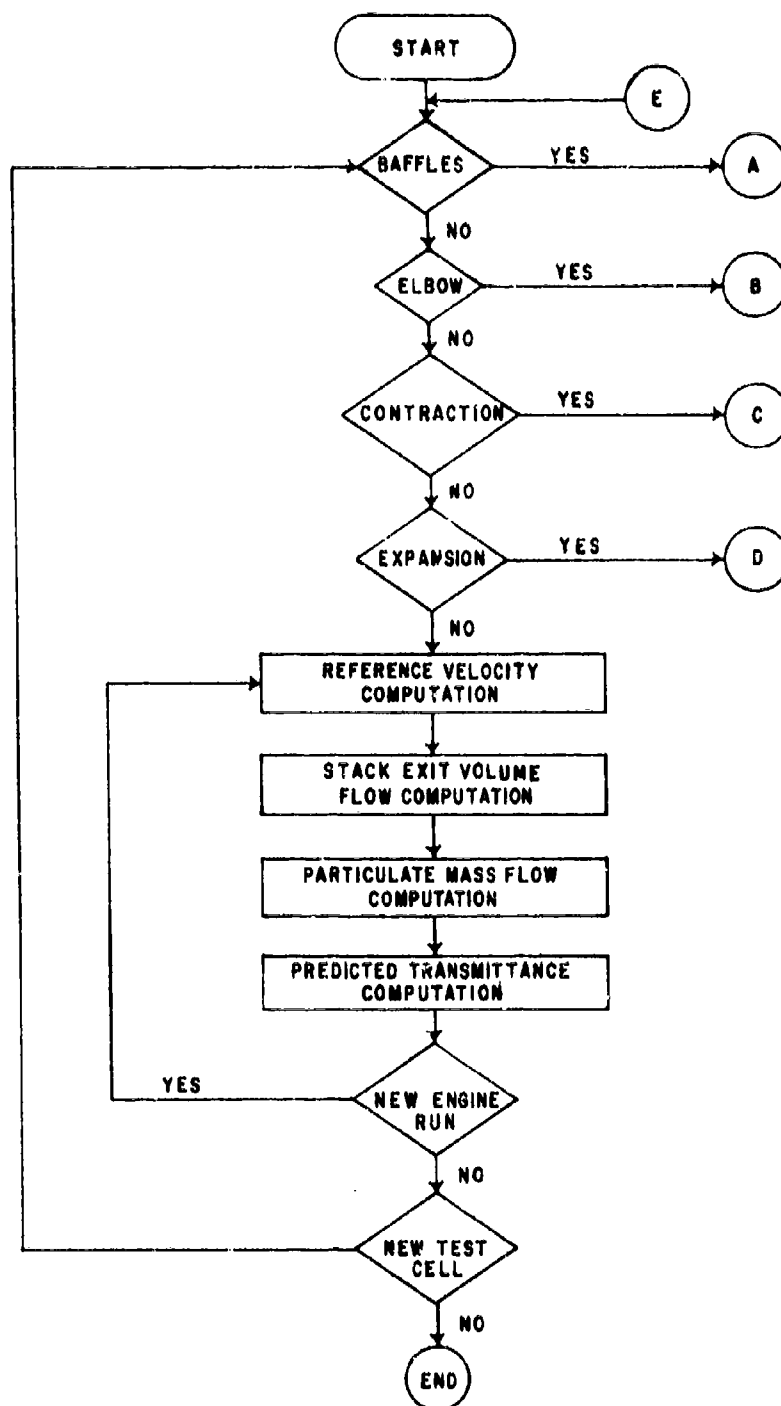 START
E
BAFFLES
YES
A
NO
ELBOW
YES
B
NO
CONTRACTION
YES
C
NO
EXPANSION
YES
D
NO
REFERENCE VELOCITY
COMPUTATION
STACK EXIT VOLUME
FLOW COMPUTATION
PARTICULATE MASS FLOW
COMPUTATION
PREDICTED TRANSMITTANCE
COMPUTATION
YES
NEW ENGINE
RUN
NO
NEW TEST
CELL
NO
END